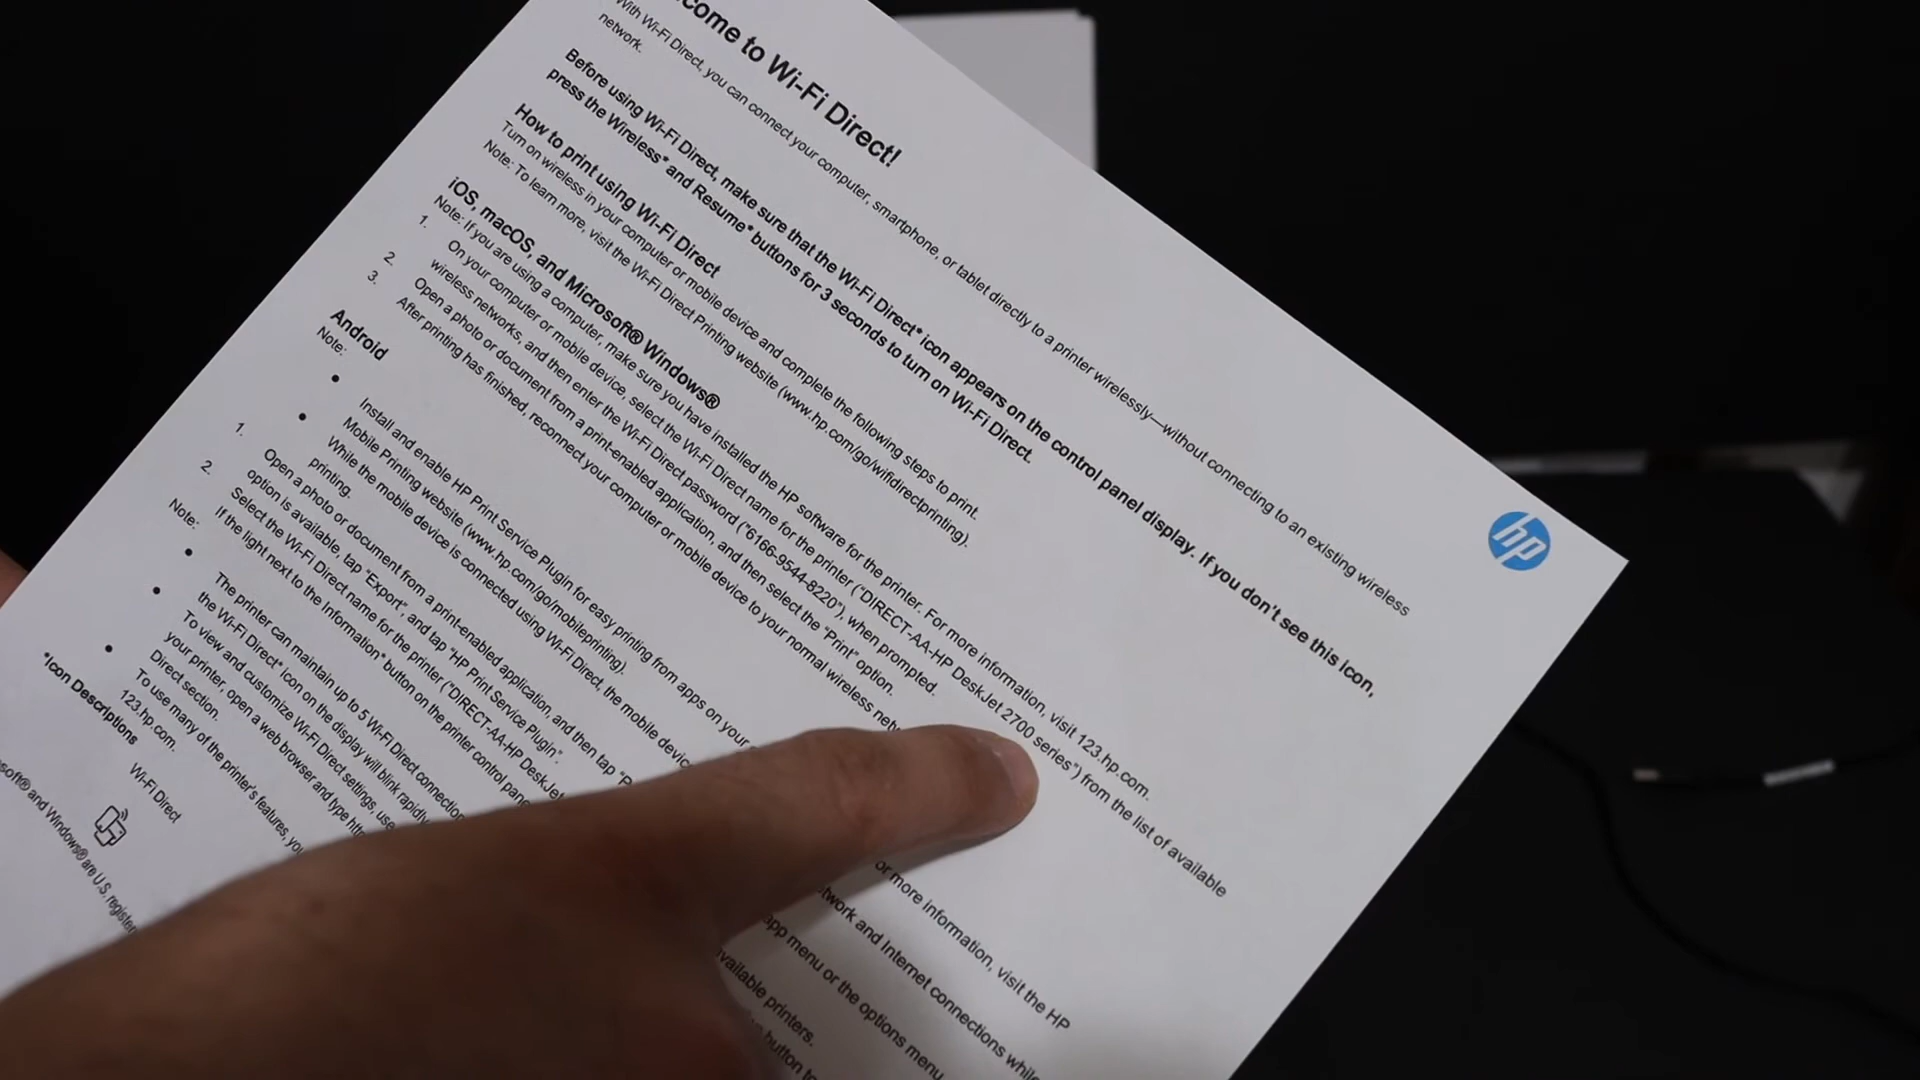 come to Wi-Fi Direct!
With Wi-Fi Direct, you can connect your computer, smartphone, or tablet directly to a printer wirelessly—without connecting to an existing wireless
network.
Before using Wi-Fi Direct, make sure that the Wi-Fi Direct* icon appears on the control panel display. If you don't see this icon,
press the Wireless* and Resume* buttons for 3 seconds to turn on Wi-Fi Direct.
How to print using Wi-Fi Direct
Turn on wireless in your computer or mobile device and complete the following steps to print.
Note: To learn more, visit the Wi-Fi Direct Printing website (www.hp.com/go/wifidirectprinting).
iOS, macOS, and Microsoft® Windows®
Note: If you are using a computer, make sure you have installed the HP software for the printer. For more information, visit 123.hp.com.
1. On your computer or mobile device, select the Wi-Fi Direct name for the printer ("DIRECT-AA-HP DeskJet 2700 series") from the list of available
wireless networks, and then enter the Wi-Fi Direct password ("6166-9544-8220"), when prompted.
2. Open a photo or document from a print-enabled application, and then select the "Print" option.
3. After printing has finished, reconnect your computer or mobile device to your normal wireless
Android
Note:
• Install and enable HP Print Service Plugin for easy printing from apps on your or more information, visit the HP
Mobile Printing website (www.hp.com/go/mobileprinting).
• While the mobile device is connected using Wi-Fi Direct, the mobile network and Internet connections while
printing.
1. Open a photo or document from a print-enabled application, and then tap app menu or the options menu
option is available, tap "Export", and tap "HP Print Service Plugin".
2. Select the Wi-Fi Direct name for the printer ("DIRECT-AA-HP DeskJet available printers.
If the light next to the Information* button on the printer control button to
Note:
• The printer can maintain up to 5 Wi-Fi Direct
the Wi-Fi Direct* icon on the display will blink rapidly
• To view and customize Wi-Fi Direct settings, use
your printer, open a web browser and type
Direct section.
• To use many of the printer's features,
123.hp.com.
*Icon Descriptions
Wi-Fi Direct
and Windows® are U.S.
hp